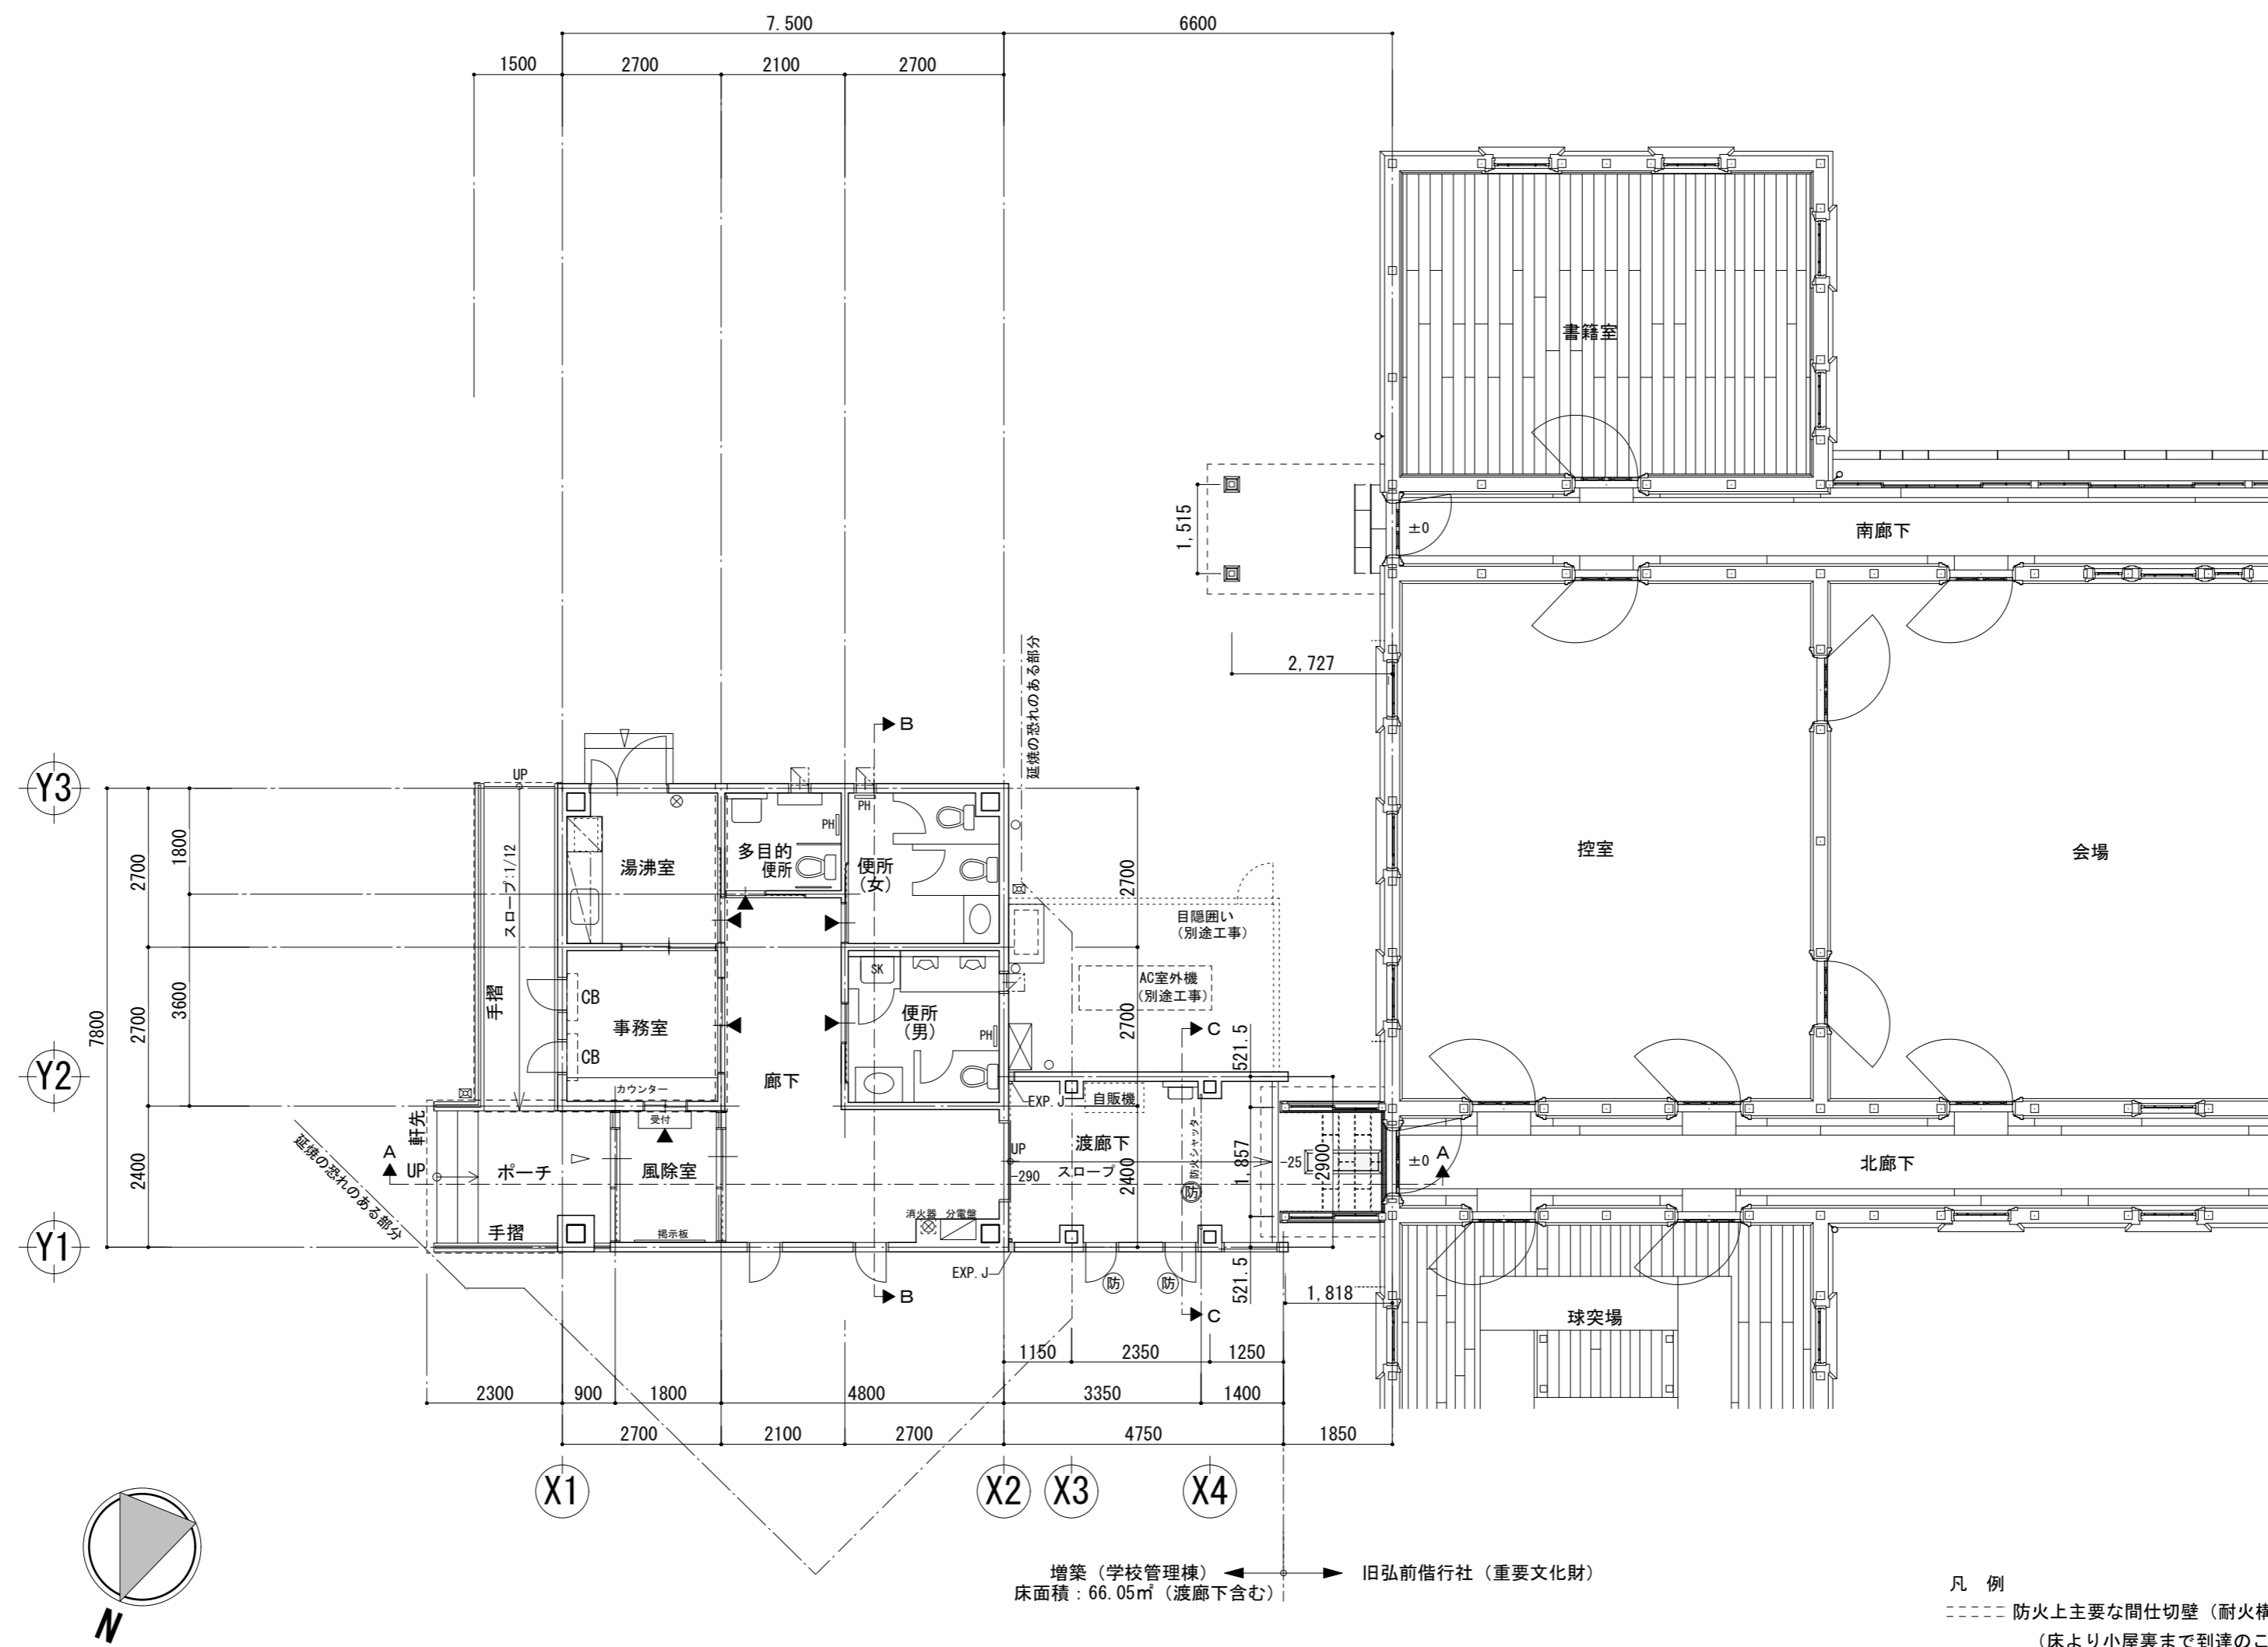 7.500
6600
1500
2700
2100
2700
書籍室
1,515
±0
南廊下
延焼の恐れのある部分
2,727
B
Y3
UP
1800
2700
PH
PH
湯沸室
多目的
便所
便所
(女)
スロープ:1/12
控室
会場
2700
目隠囲い
(別途工事)
SK
AC室外機
(別途工事)
手摺
CB
7800
2700
3600
事務室
便所
(男)
2700
C
PH
521.5
Y2
CB
廊下
カウンター
EXP.J
自販機
軒先
受付
防火シャッター
延焼の恐れのある部分
A
UP
ポーチ
風除室
UP
渡廊下
スロープ
-290
2400
-25
1,857
2900
±0
A
北廊下
2400
防
消火器
分電盤
手摺
掲示板
Y1
EXP.J
防
防
521.5
B
C
1,818
球突場
1150
2350
1250
2300
900
1800
4800
3350
1400
2700
2100
2700
4750
1850
X1
X2
X3
X4
増築(学校管理棟)
旧弘前偕行社(重要文化財)
床面積:66.05㎡(渡廊下含む)
N
凡 例
防火上主要な間仕切壁(耐火構
(床より小屋裏まで到達のこ